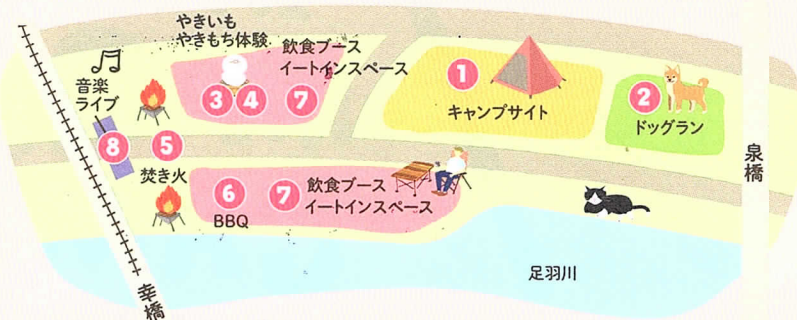 やきいも
やきもち体験
飲食ブース
イートインスペース
3 4 7
1
キャンプサイト
2
ドッグラン
音楽
ライブ
8
5
焚き火
6
BBQ
7
飲食ブース
イートインスペース
泉橋
足羽川
幸橋